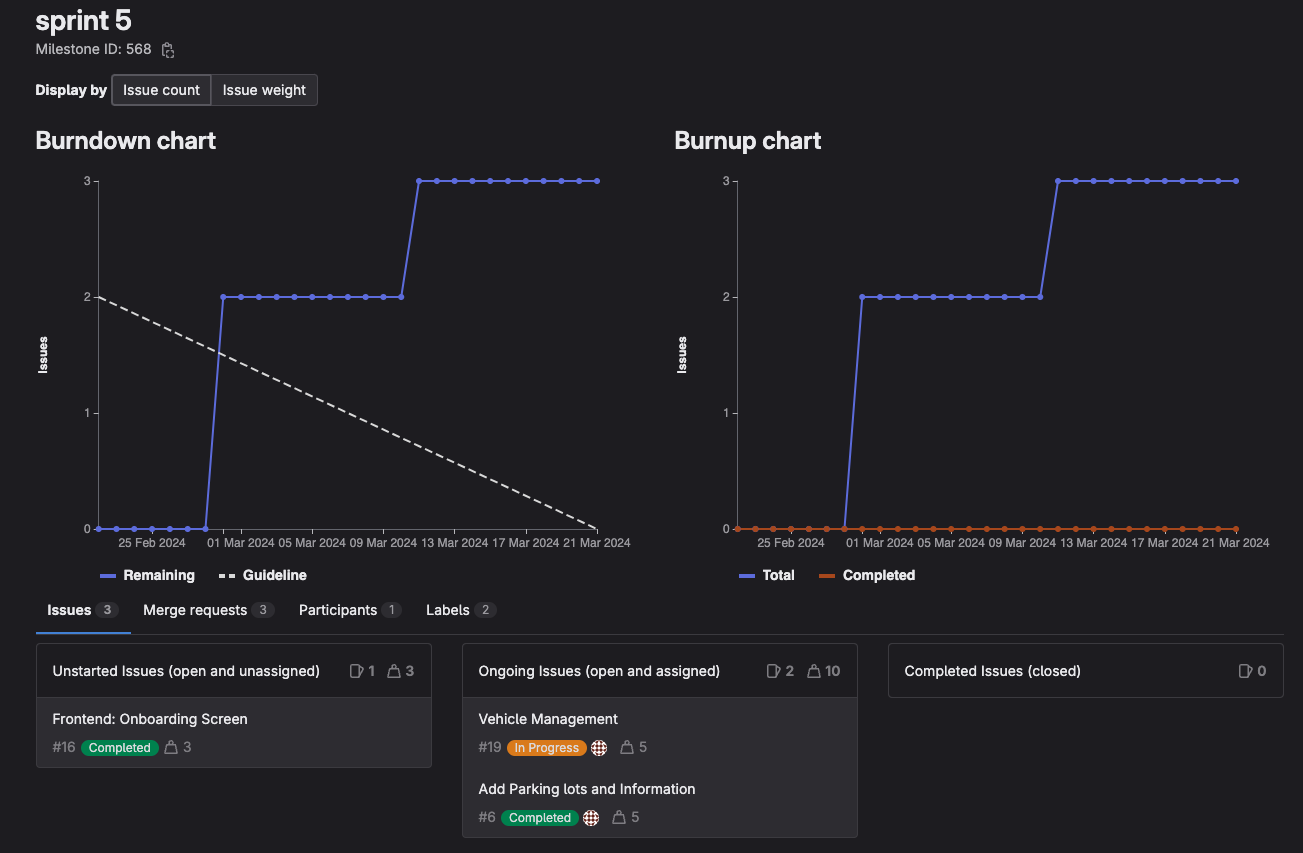 sprint 5
Milestone ID: 568
Display by Issue count Issue weight
Burndown chart
3
2
1
0
Issues
25 Feb 2024 01 Mar 2024 05 Mar 2024 09 Mar 2024 13 Mar 2024 17 Mar 2024 21 Mar 2024
Remaining Guideline
Burnup chart
3
2
1
0
Issues
25 Feb 2024 01 Mar 2024 05 Mar 2024 09 Mar 2024 13 Mar 2024 17 Mar 2024 21 Mar 2024
Total Completed
Issues 3 Merge requests 3 Participants 1 Labels 2
Unstarted Issues (open and unassigned) 1 3
Frontend: Onboarding Screen
#16 Completed 3
Ongoing Issues (open and assigned) 2 10
Vehicle Management
#19 In Progress 5
Add Parking lots and Information
#6 Completed 5
Completed Issues (closed) 0